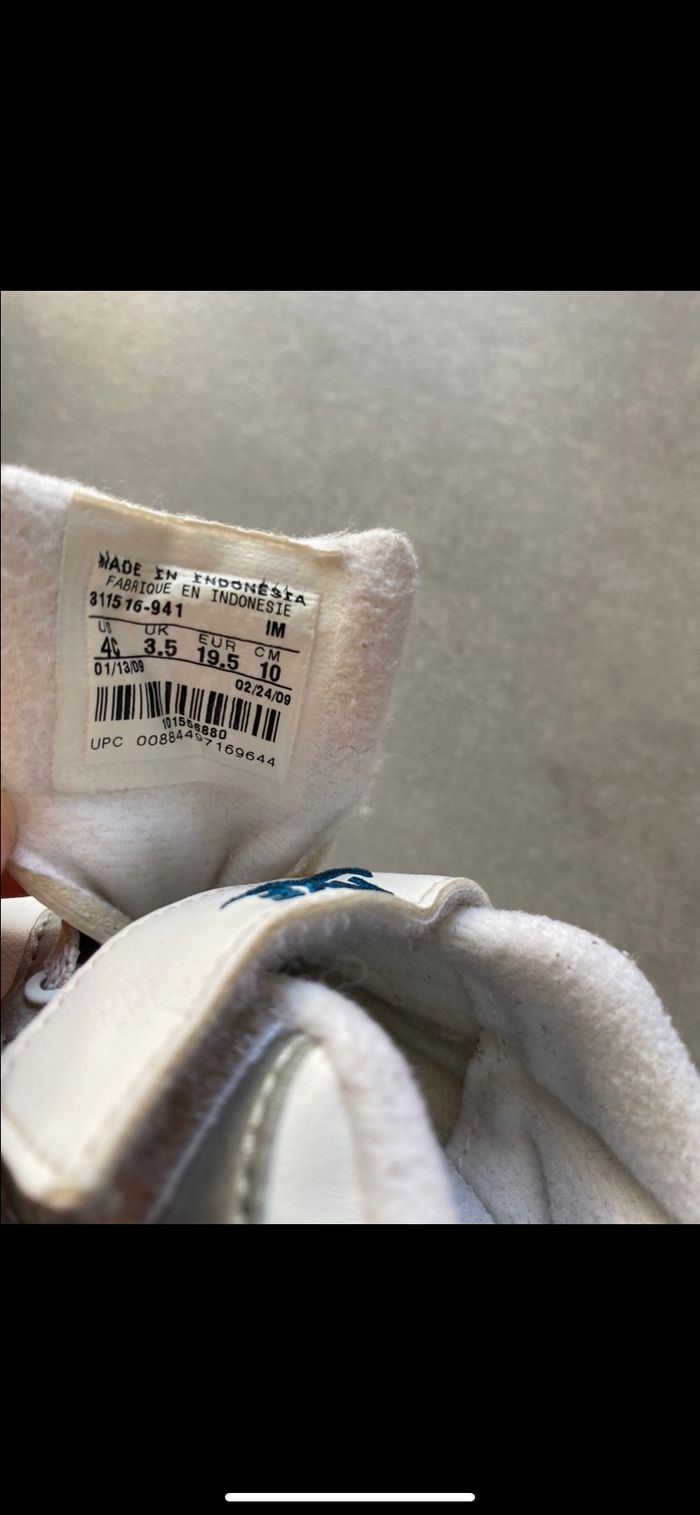 MADE IN INDONESIA
FABRIQUE EN INDONESIE
311516-941 IM
US UK EUR CM
4C 3.5 19.5 10
01/13/09
02/24/09
101556880
UPC 00884497169644